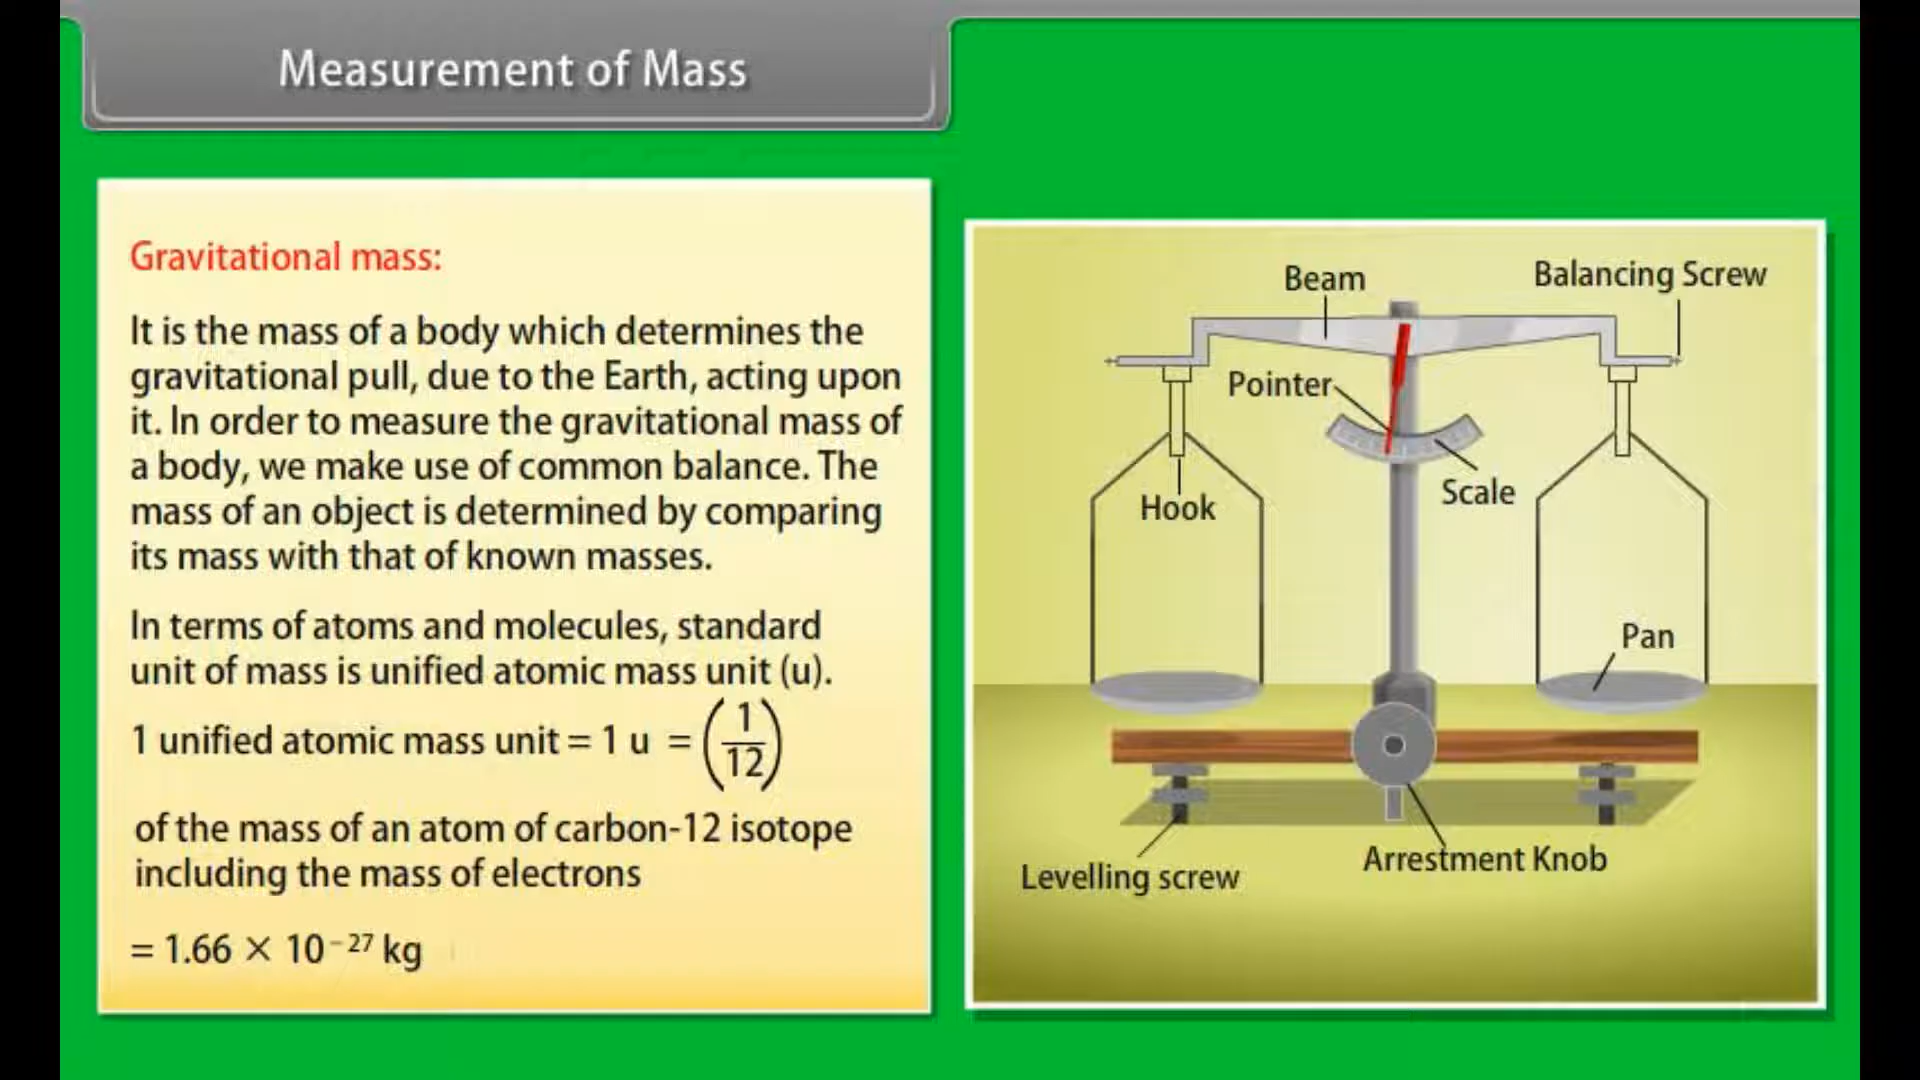 Measurement of Mass
Gravitational mass:
It is the mass of a body which determines the
gravitational pull, due to the Earth, acting upon
it. In order to measure the gravitational mass of
a body, we make use of common balance. The
mass of an object is determined by comparing
its mass with that of known masses.
In terms of atoms and molecules, standard
unit of mass is unified atomic mass unit (u).
1 unified atomic mass unit = 1 u = (1/12)
of the mass of an atom of carbon-12 isotope
including the mass of electrons
= 1.66 × 10⁻²⁷ kg
Beam
Balancing Screw
Pointer
Scale
Hook
Pan
Arrestment Knob
Levelling screw